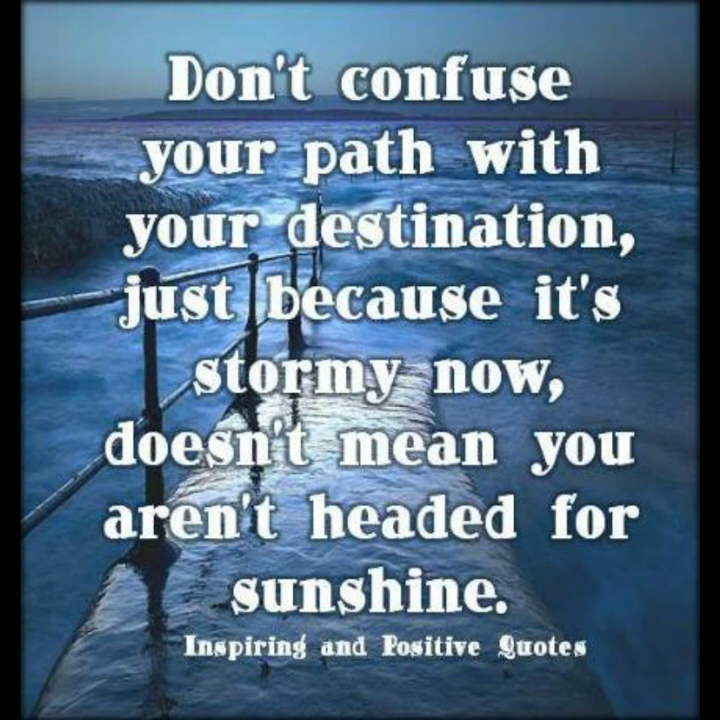 Don't confuse
your path with
your destination,
just because it's
stormy now,
doesn't mean you
aren't headed for
sunshine.
Inspiring and Positive Quotes